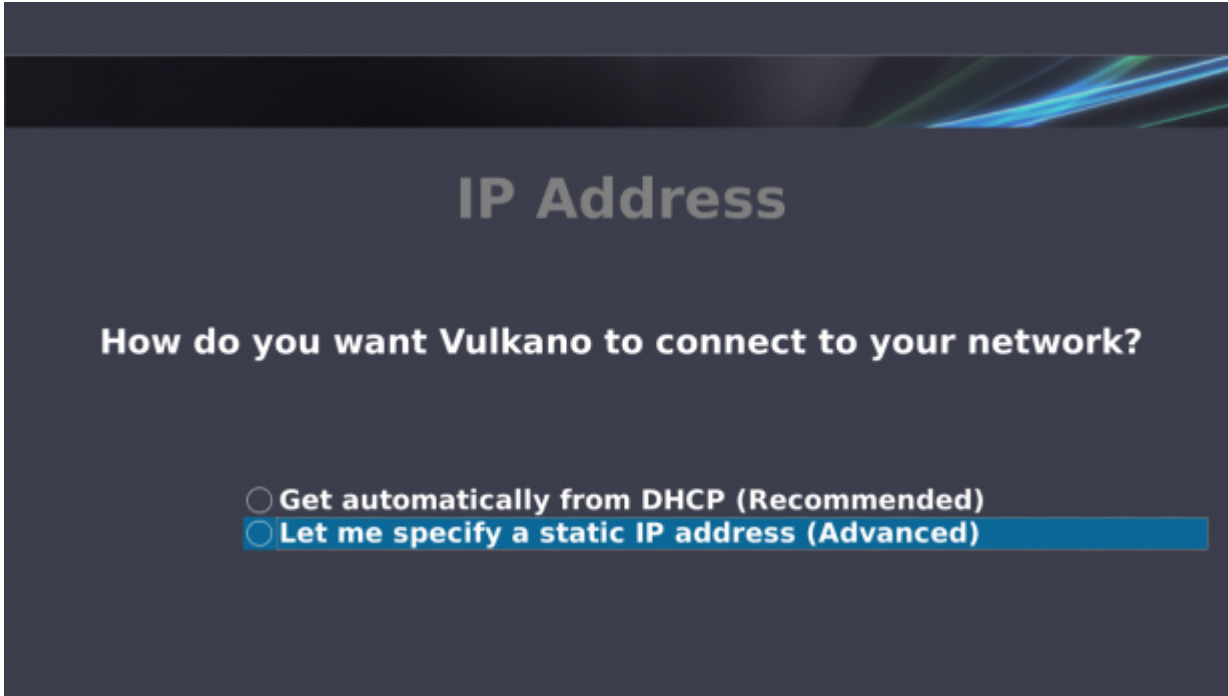 IP Address
How do you want Vulkano to connect to your network?
Get automatically from DHCP (Recommended)
Let me specify a static IP address (Advanced)